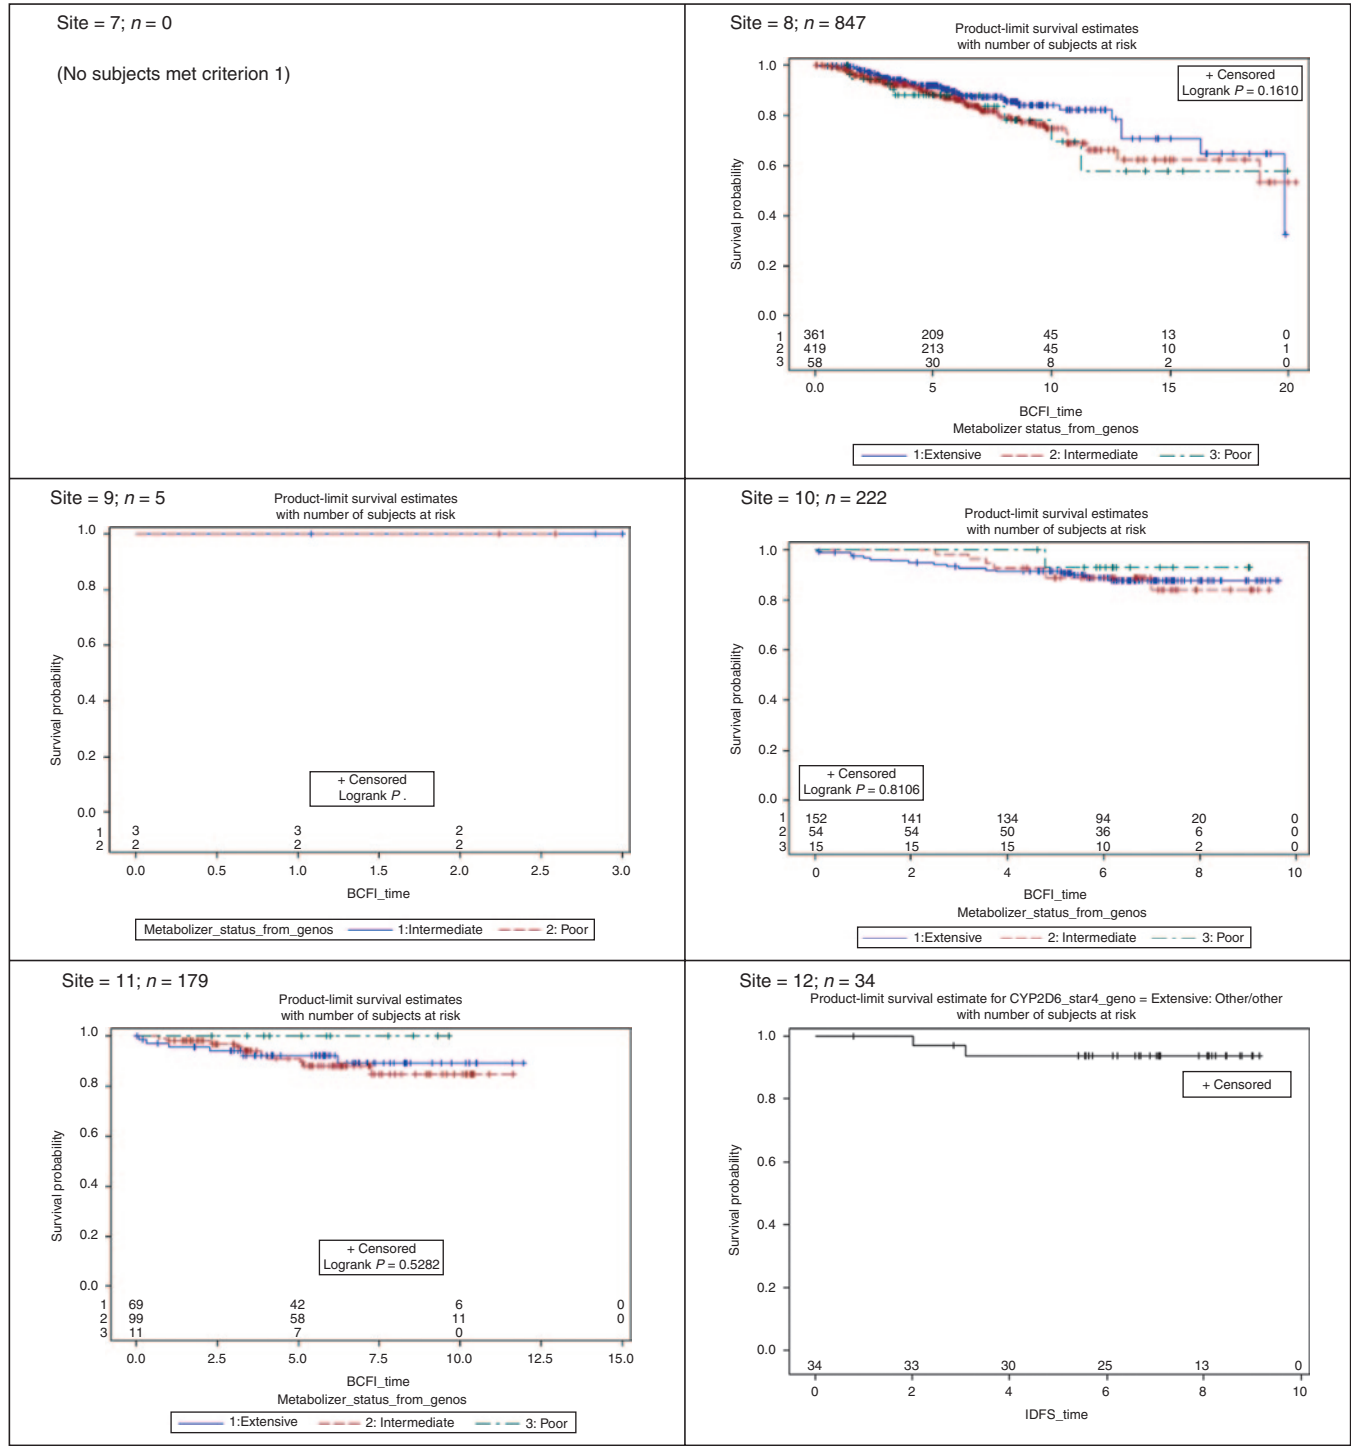 Site = 7; n = 0
(No subjects met criterion 1)
Site = 8; n = 847
Product-limit survival estimates
with number of subjects at risk
+ Censored
Logrank P = 0.1610
1.0
0.8
0.6
0.4
0.2
0.0
Survival probability
1 361 209 45 13 0
2 419 213 45 10 1
3 58 30 8 2 0
0.0 5 10 15 20
BCFI_time
Metabolizer status_from_genos
1:Extensive 2: Intermediate 3: Poor
Site = 9; n = 5
Product-limit survival estimates
with number of subjects at risk
1.0
0.8
0.6
0.4
0.2
0.0
Survival probability
+ Censored
Logrank P .
1 3 3 2
2 2 2 2
0.0 0.5 1.0 1.5 2.0 2.5 3.0
BCFI_time
Metabolizer_status_from_genos 1:Intermediate 2: Poor
Site = 10; n = 222
Product-limit survival estimates
with number of subjects at risk
1.0
0.8
0.6
0.4
0.2
0.0
Survival probability
+ Censored
Logrank P = 0.8106
1 152 141 134 94 20 0
2 54 54 50 36 6 0
3 15 15 15 10 2 0
0 2 4 6 8 10
BCFI_time
Metabolizer_status_from_genos
1:Extensive 2: Intermediate 3: Poor
Site = 11; n = 179
Product-limit survival estimates
with number of subjects at risk
1.0
0.8
0.6
0.4
0.2
0.0
Survival probability
+ Censored
Logrank P = 0.5282
1 69 42 6 0
2 99 58 11 0
3 11 7 0
0.0 2.5 5.0 7.5 10.0 12.5 15.0
BCFI_time
Metabolizer_status_from_genos
1:Extensive 2: Intermediate 3: Poor
Site = 12; n = 34
Product-limit survival estimate for CYP2D6_star4_geno = Extensive: Other/other
with number of subjects at risk
1.0
0.8
0.6
0.4
0.2
0.0
Survival probability
+ Censored
34 33 30 25 13 0
0 2 4 6 8 10
IDFS_time